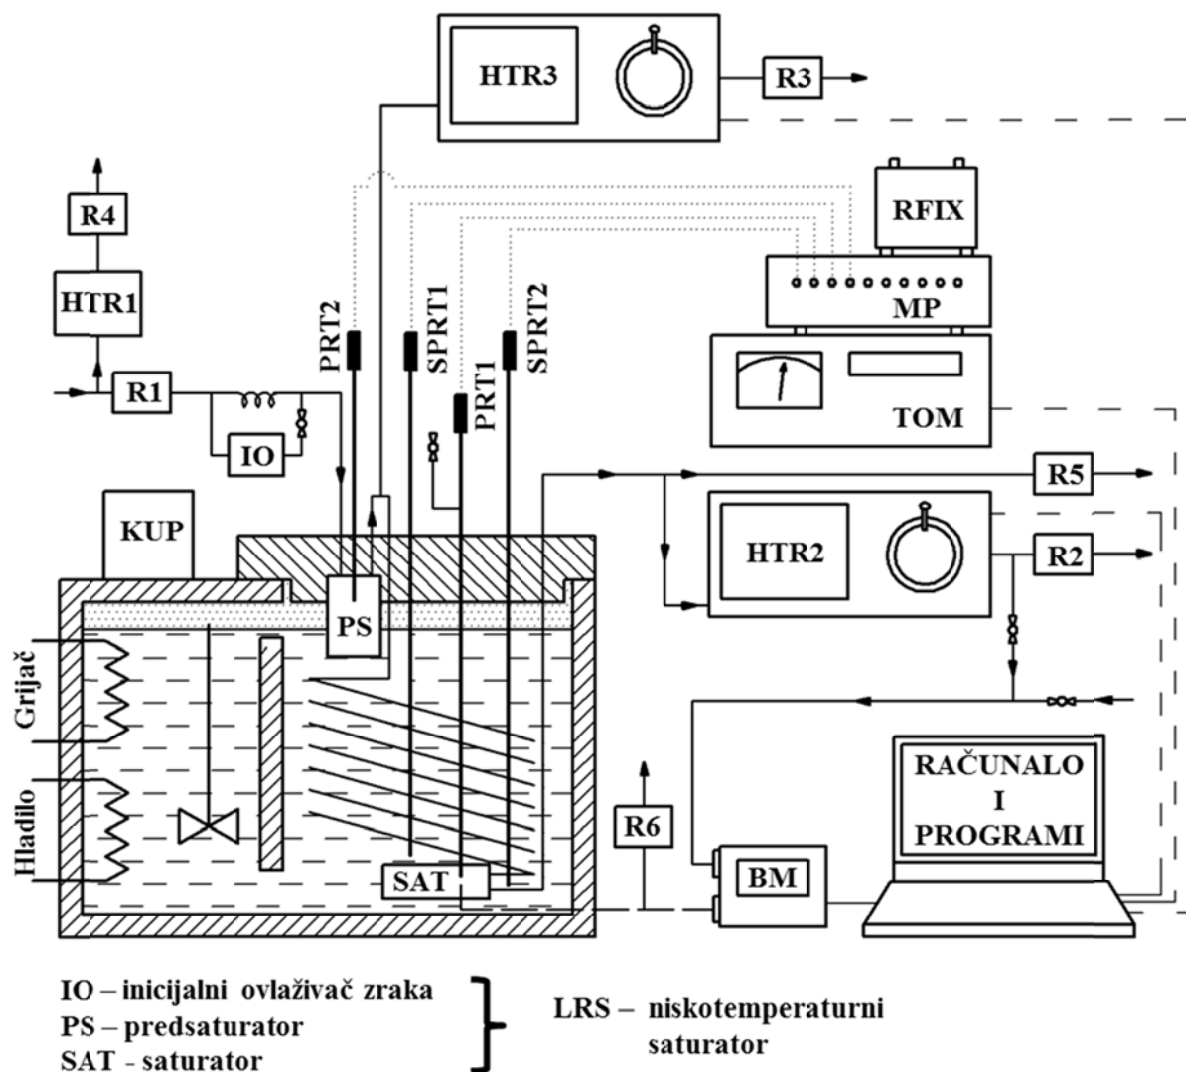 HTR3
R3
R4
RFIX
HTR1
MP
PRT2
SPRT1
SPRT2
PRT1
R1
TOM
IO
R5
KUP
HTR2
R2
PS
Grijač
RAČUNALO
I
PROGRAMI
Hladilo
R6
SAT
BM
IO – inicijalni ovlaživač zraka
PS – predsaturator
SAT - saturator
LRS – niskotemperaturni
saturator